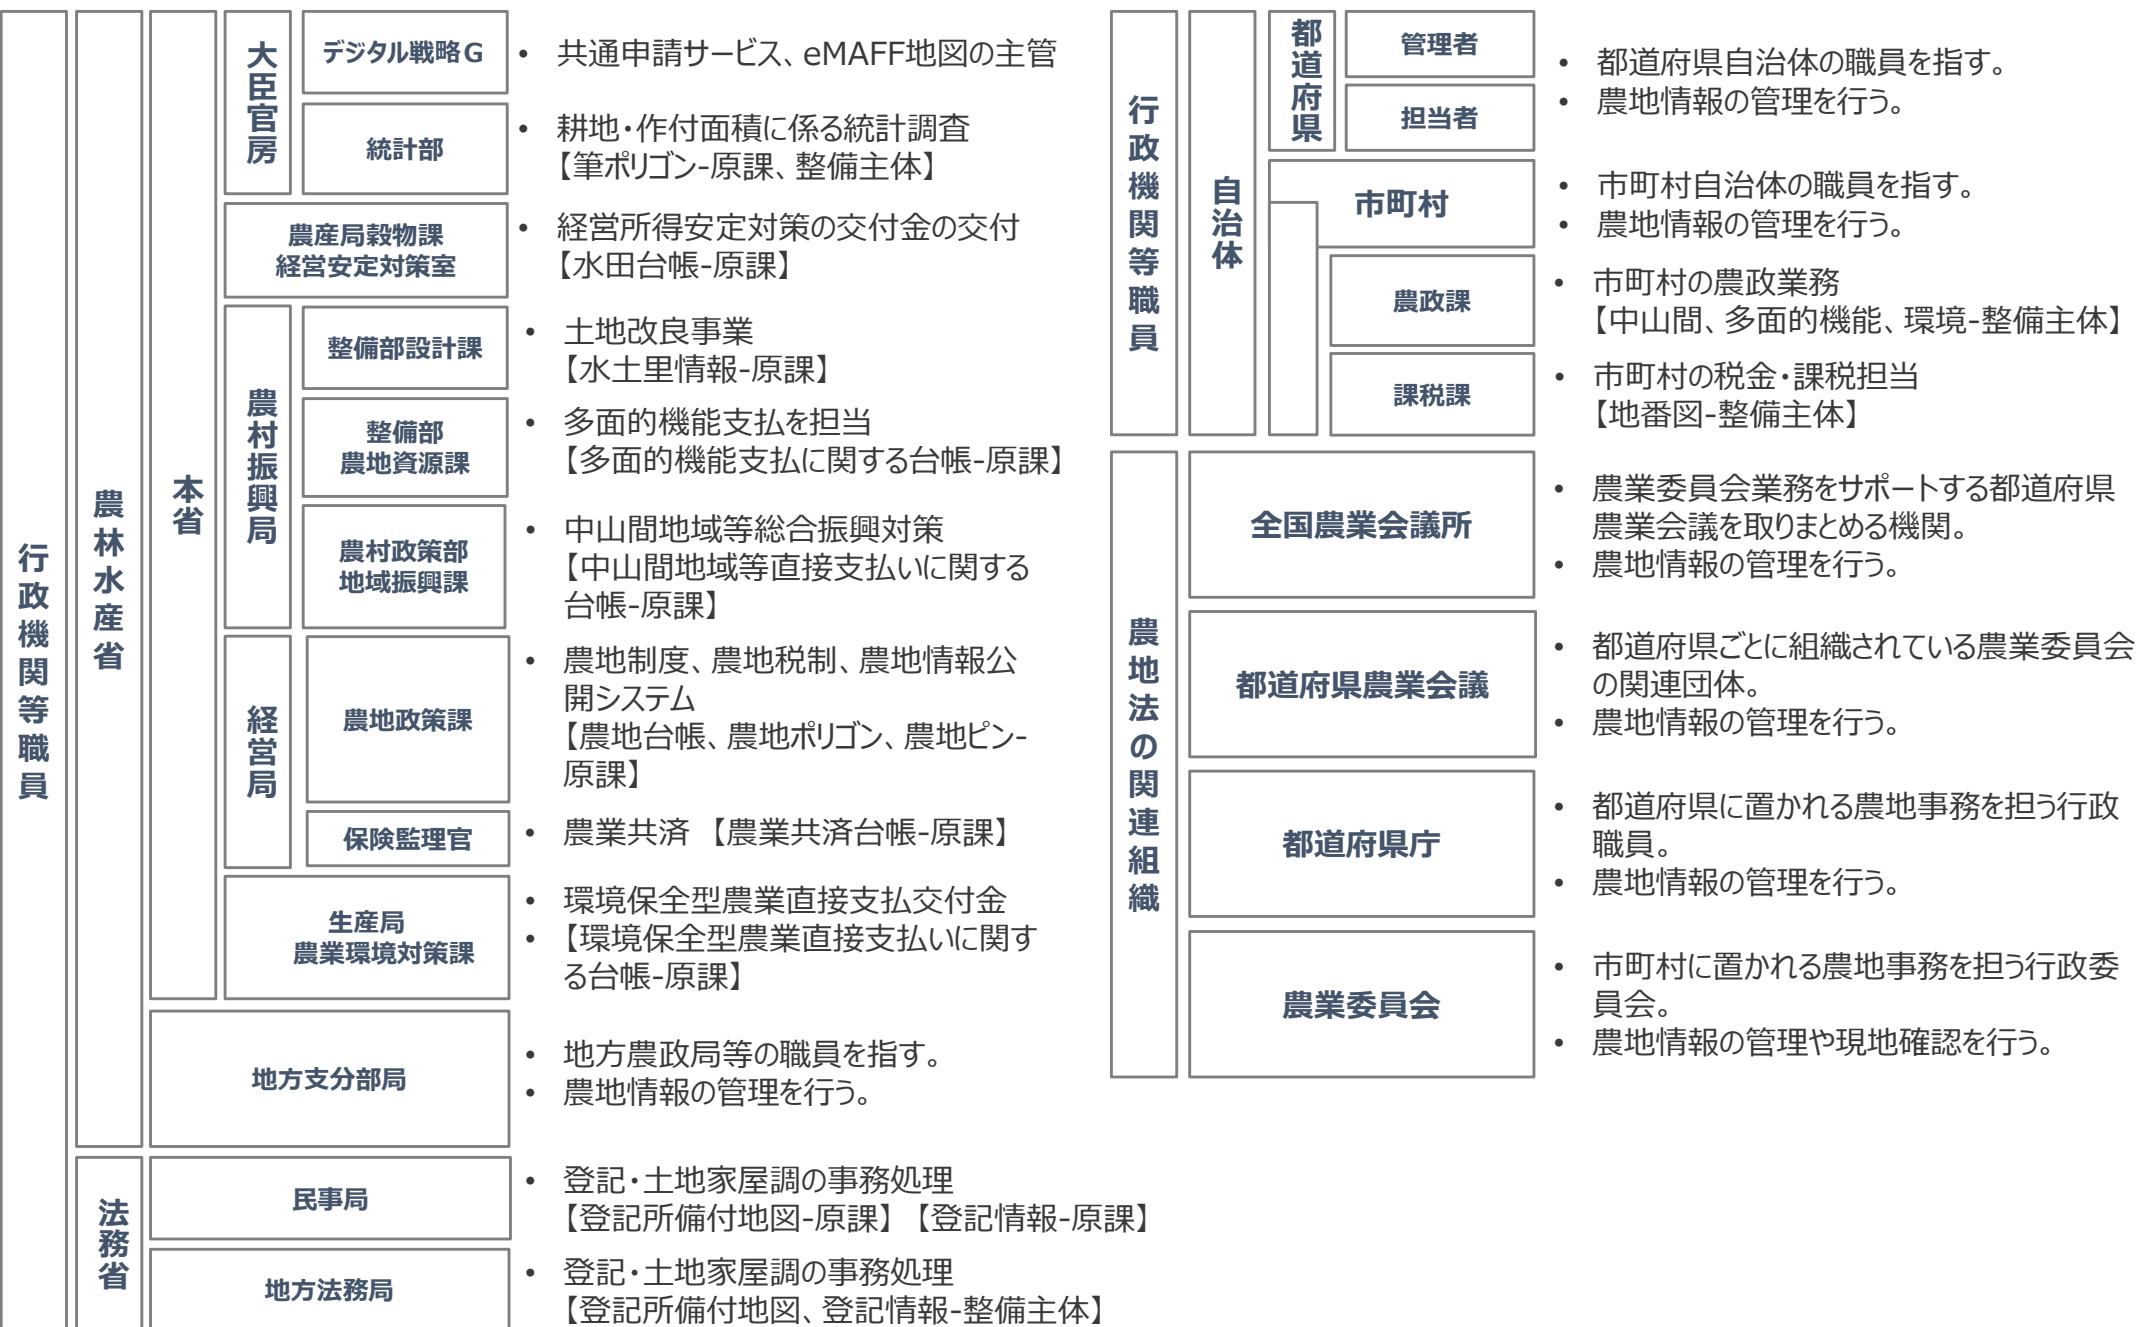 行政機関等職員
農林水産省
本省
大臣官房
デジタル戦略G
• 共通申請サービス、eMAFF地図の主管
統計部
• 耕地・作付面積に係る統計調査
【筆ポリゴン-原課、整備主体】
農産局穀物課
経営安定対策室
• 経営所得安定対策の交付金の交付
【水田台帳-原課】
農村振興局
整備部設計課
• 土地改良事業
【水土里情報-原課】
整備部
農地資源課
• 多面的機能支払を担当
【多面的機能支払に関する台帳-原課】
農村政策部
地域振興課
• 中山間地域等総合振興対策
【中山間地域等直接支払いに関する
台帳-原課】
経営局
農地政策課
• 農地制度、農地税制、農地情報公
開システム
【農地台帳、農地ポリゴン、農地ピン-
原課】
保険監理官
• 農業共済 【農業共済台帳-原課】
生産局
農業環境対策課
• 環境保全型農業直接支払交付金
• 【環境保全型農業直接支払いに関す
る台帳-原課】
地方支分部局
• 地方農政局等の職員を指す。
• 農地情報の管理を行う。
法務省
民事局
• 登記・土地家屋調の事務処理
【登記所備付地図-原課】 【登記情報-原課】
地方法務局
• 登記・土地家屋調の事務処理
【登記所備付地図、登記情報-整備主体】
行政機関等職員
自治体
都道府県
管理者
担当者
• 都道府県自治体の職員を指す。
• 農地情報の管理を行う。
市町村
• 市町村自治体の職員を指す。
• 農地情報の管理を行う。
農政課
• 市町村の農政業務
【中山間、多面的機能、環境-整備主体】
課税課
• 市町村の税金・課税担当
【地番図-整備主体】
農地法の関連組織
全国農業会議所
• 農業委員会業務をサポートする都道府県
農業会議を取りまとめる機関。
• 農地情報の管理を行う。
都道府県農業会議
• 都道府県ごとに組織されている農業委員会
の関連団体。
• 農地情報の管理を行う。
都道府県庁
• 都道府県に置かれる農地事務を担う行政
職員。
• 農地情報の管理を行う。
農業委員会
• 市町村に置かれる農地事務を担う行政委
員会。
• 農地情報の管理や現地確認を行う。